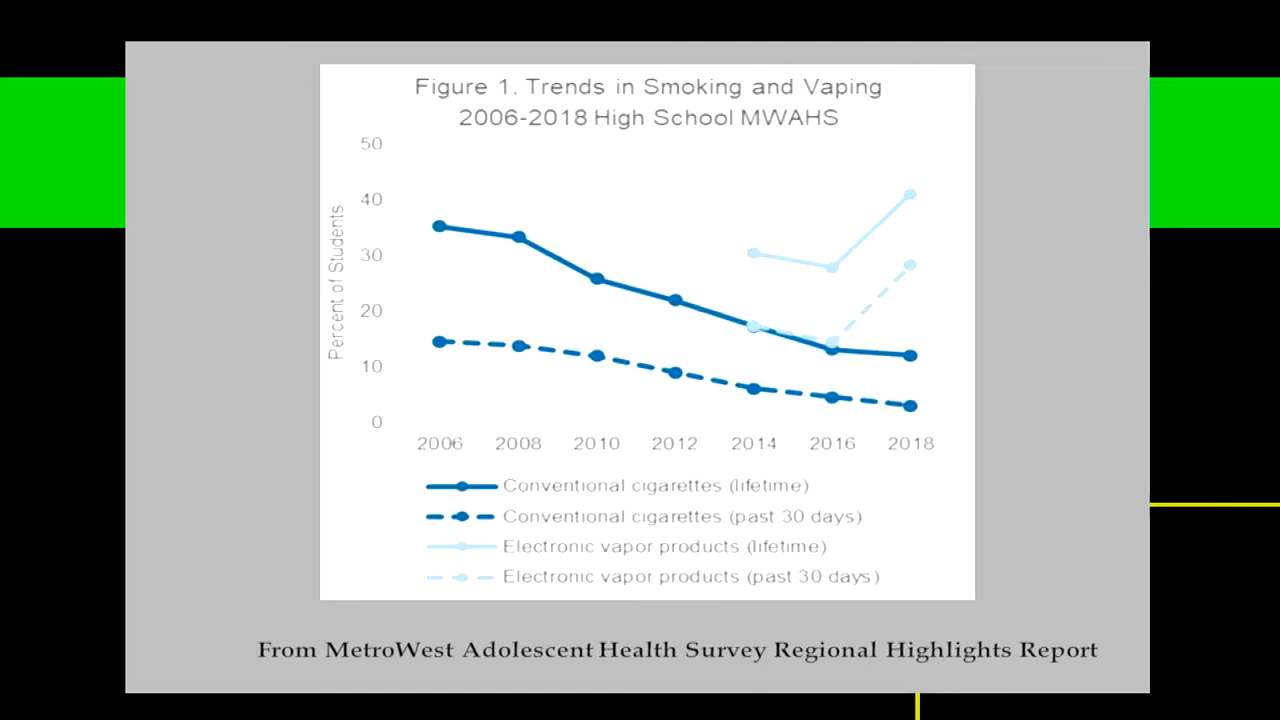 Figure 1. Trends in Smoking and Vaping
2006-2018 High School MWAHS
50
40
30
20
10
0
Percent of Students
2006 2008 2010 2012 2014 2016 2018
Conventional cigarettes (lifetime)
Conventional cigarettes (past 30 days)
Electronic vapor products (lifetime)
Electronic vapor products (past 30 days)
From MetroWest Adolescent Health Survey Regional Highlights Report